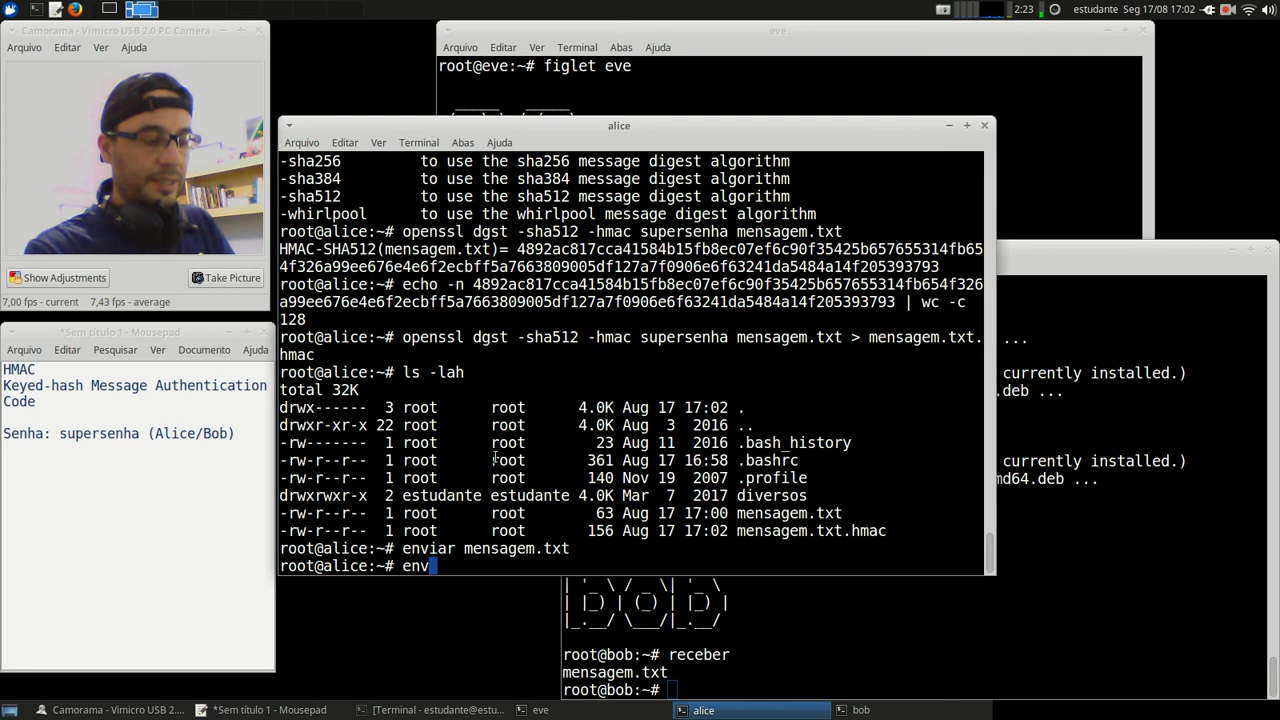 2:23
estudante Seg 17/08 17:02
Camorama - Vimicro USB 2.0 PC Camera
Arquivo Editar Ver Ajuda
Show Adjustments
Take Picture
7,00 fps - current 7,43 fps - average
*Sem título 1 - Mousepad
Arquivo Editar Pesquisar Ver Documento Ajuda
HMAC
Keyed-hash Message Authentication
Code
Senha: supersenha (Alice/Bob)
eve
Arquivo Editar Ver Terminal Abas Ajuda
root@eve:~# figlet eve
alice
Arquivo Editar Ver Terminal Abas Ajuda
-sha256 to use the sha256 message digest algorithm
-sha384 to use the sha384 message digest algorithm
-sha512 to use the sha512 message digest algorithm
-whirlpool to use the whirlpool message digest algorithm
root@alice:~# openssl dgst -sha512 -hmac supersenha mensagem.txt
HMAC-SHA512(mensagem.txt)= 4892ac817cca41584b15fb8ec07ef6c90f35425b657655314fb65
4f326a99ee676e4e6f2ecbff5a7663809005df127a7f0906e6f63241da5484a14f205393793
root@alice:~# echo -n 4892ac817cca41584b15fb8ec07ef6c90f35425b657655314fb654f326
a99ee676e4e6f2ecbff5a7663809005df127a7f0906e6f63241da5484a14f205393793 | wc -c
128
root@alice:~# openssl dgst -sha512 -hmac supersenha mensagem.txt > mensagem.txt.
hmac
root@alice:~# ls -lah
total 32K
drwx------ 3 root root 4.0K Aug 17 17:02 .
drwxr-xr-x 22 root root 4.0K Aug 3 2016 ..
-rw------- 1 root root 23 Aug 11 2016 .bash_history
-rw-r--r-- 1 root root 361 Aug 17 16:58 .bashrc
-rw-r--r-- 1 root root 140 Nov 19 2007 .profile
drwxrwxr-x 2 estudante estudante 4.0K Mar 7 2017 diversos
-rw-r--r-- 1 root root 63 Aug 17 17:00 mensagem.txt
-rw-r--r-- 1 root root 156 Aug 17 17:02 mensagem.txt.hmac
root@alice:~# enviar mensagem.txt
root@alice:~# env
...
currently installed.)
.deb ...
currently installed.)
md64.deb ...
bob
root@bob:~# receber
mensagem.txt
root@bob:~#
Camorama - Vimicro USB 2....
*Sem título 1 - Mousepad
[Terminal - estudante@estu...
eve
alice
bob